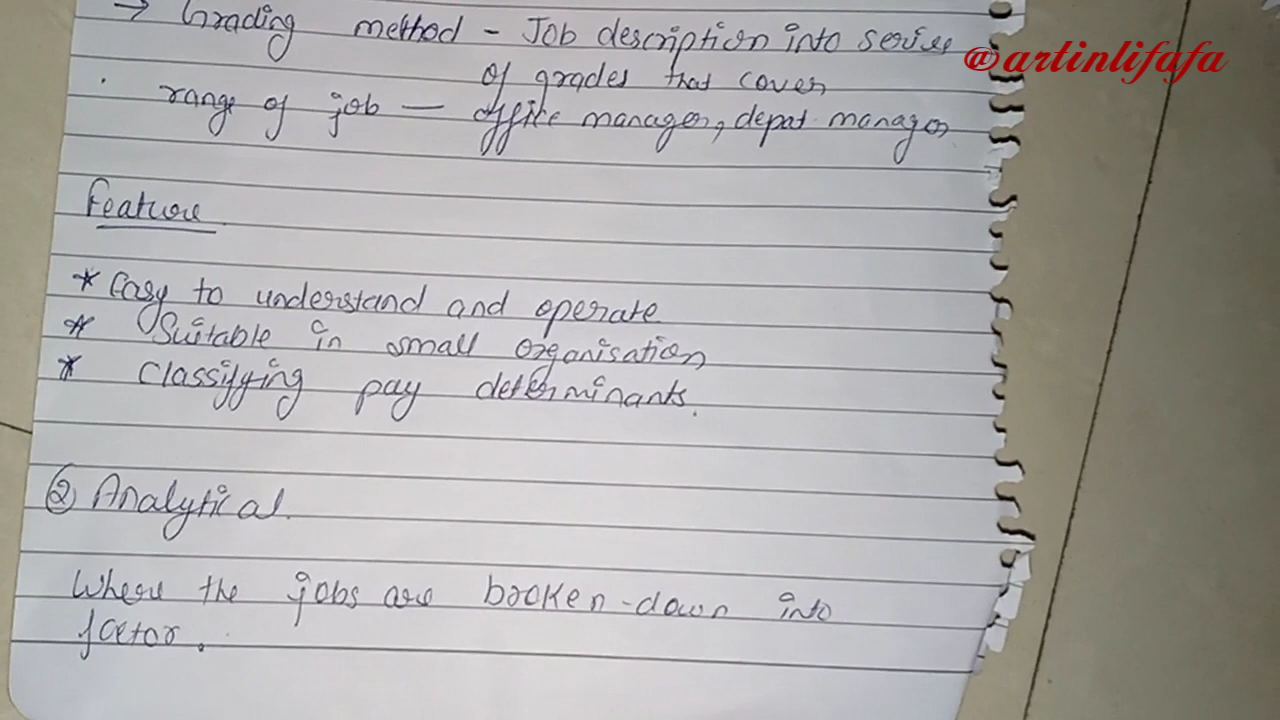 → Grading method - Job description into series
@artinlifafa
of grades that cover
range of job — office manager, depat manager
Feature
* Easy to understand and operate
* Suitable in small organisation
* Classifying pay determinants.
② Analytical.
Where the jobs are broken-down into
factor.